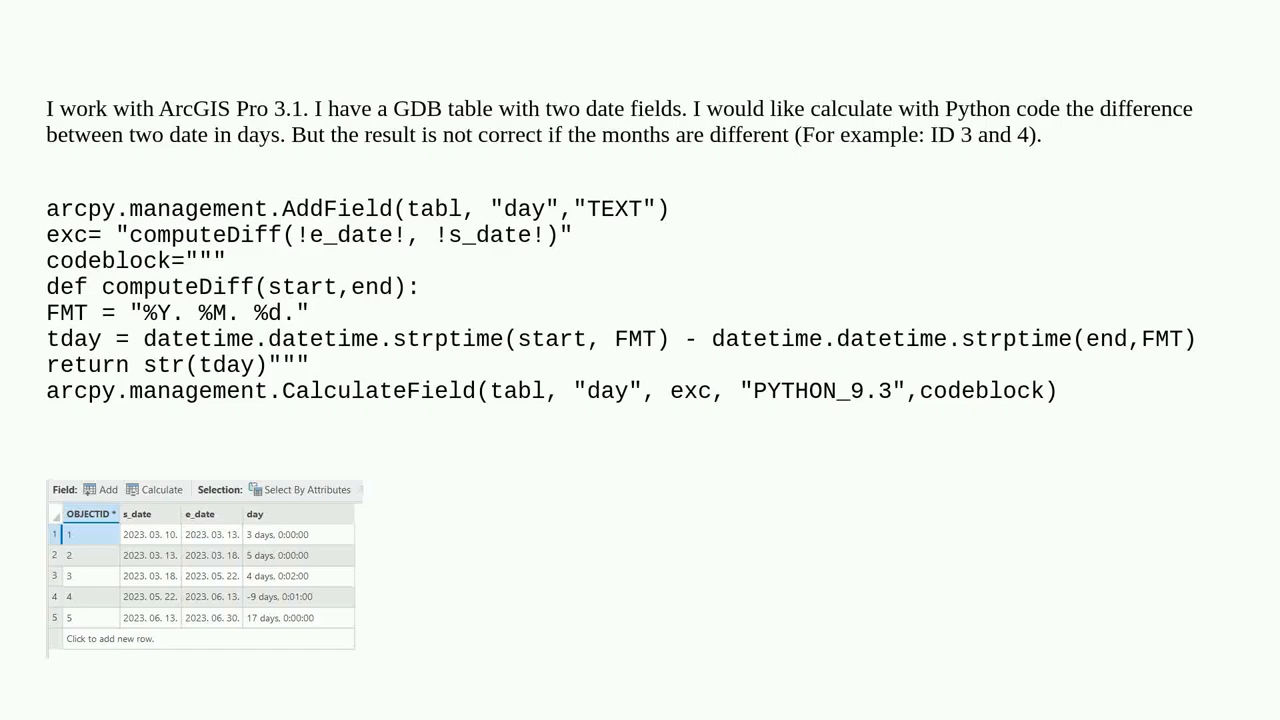 I work with ArcGIS Pro 3.1. I have a GDB table with two date fields. I would like calculate with Python code the difference
between two date in days. But the result is not correct if the months are different (For example: ID 3 and 4).
arcpy.management.AddField(tabl, "day","TEXT")
exc= "computeDiff(!e_date!, !s_date!)"
codeblock="""
def computeDiff(start,end):
FMT = "%Y. %M. %d."
tday = datetime.datetime.strptime(start, FMT) - datetime.datetime.strptime(end,FMT)
return str(tday)"""
arcpy.management.CalculateField(tabl, "day", exc, "PYTHON_9.3",codeblock)
Field: Add Calculate Selection: Select By Attributes
OBJECTID * s_date e_date day
1 1 2023. 03. 10. 2023. 03. 13. 3 days, 0:00:00
2 2 2023. 03. 13. 2023. 03. 18. 5 days, 0:00:00
3 3 2023. 03. 18. 2023. 05. 22. 4 days, 0:02:00
4 4 2023. 05. 22. 2023. 06. 13. -9 days, 0:01:00
5 5 2023. 06. 13. 2023. 06. 30. 17 days, 0:00:00
Click to add new row.